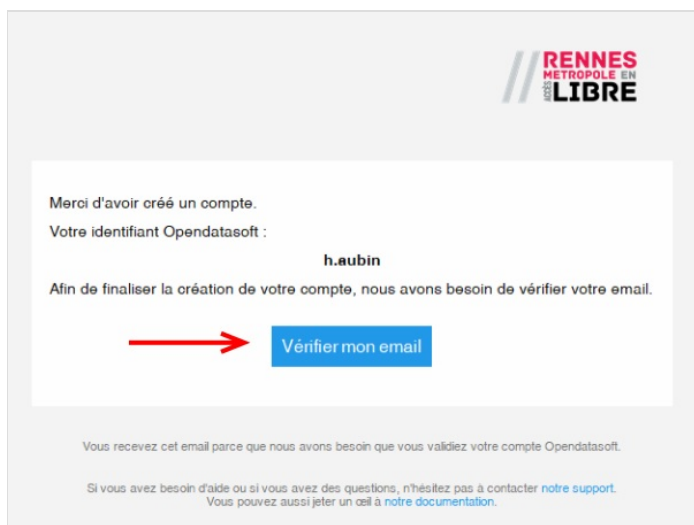 RENNES
METROPOLE EN
ACCÈS LIBRE
Merci d'avoir créé un compte.
Votre identifiant Opendatasoft :
h.aubin
Afin de finaliser la création de votre compte, nous avons besoin de vérifier votre email.
Vérifier mon email
Vous recevez cet email parce que nous avons besoin que vous validiez votre compte Opendatasoft.
Si vous avez besoin d'aide ou si vous avez des questions, n'hésitez pas à contacter notre support.
Vous pouvez aussi jeter un œil à notre documentation.